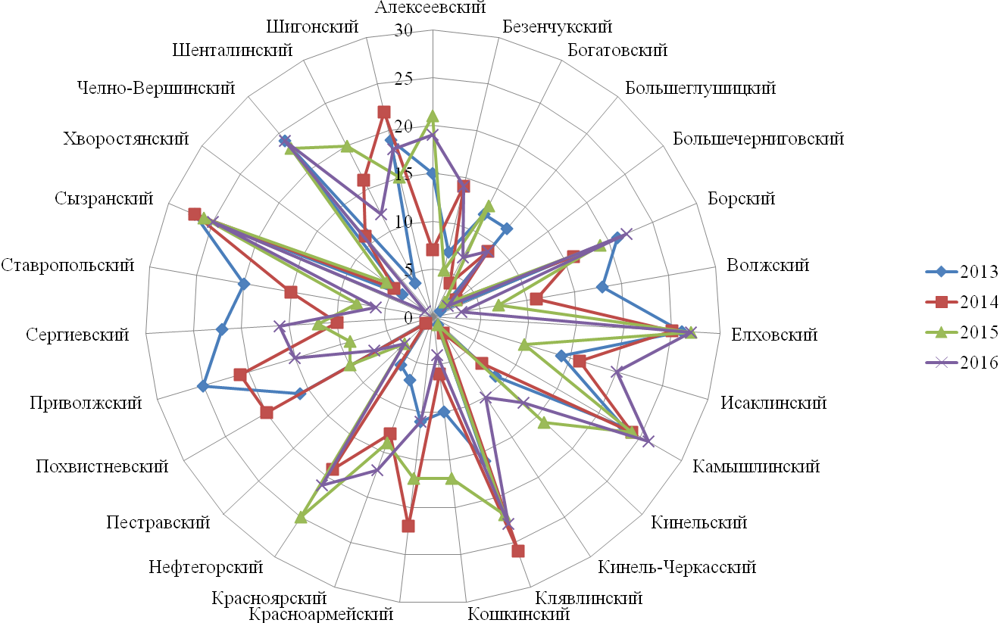 Алексеевский
Шигонский
30
Безенчукский
Шенталинский
Богатовский
Челно-Вершинский
25
Большеглушицкий
Хворостянский
20
Большечерниговский
15
Сызранский
Борский
10
Ставропольский
5
Волжский
2013
0
2014
Сергиевский
Елховский
2015
2016
Приволжский
Исаклинский
Похвистневский
Камышлинский
Пестравский
Кинельский
Нефтегорский
Кинель-Черкасский
Красноярский
Клявлинский
Красноармейский
Кошкинский